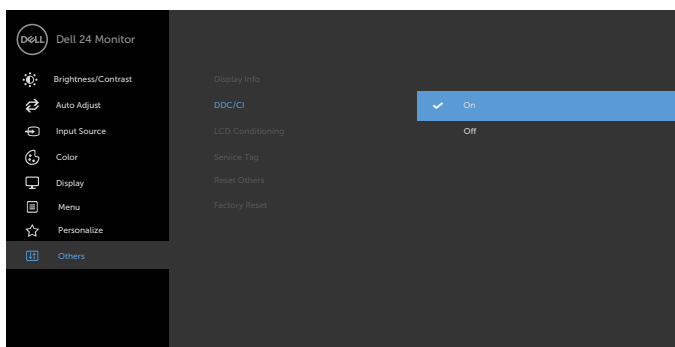 DELL
Dell 24 Monitor
Brightness/Contrast
Auto Adjust
Input Source
Color
Display
Menu
Personalize
Others
Display Info
DDC/CI
LCD Conditioning
Service Tag
Reset Others
Factory Reset
On
Off